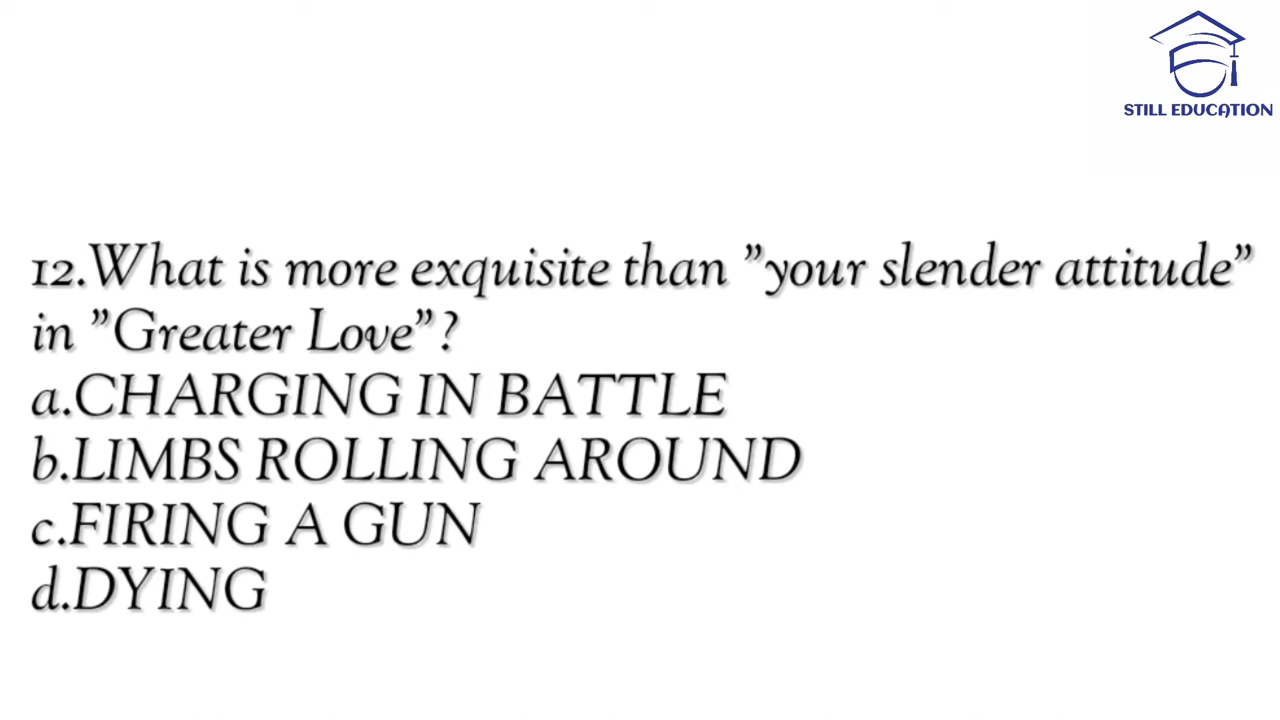 STILL EDUCATION
12.What is more exquisite than ”your slender attitude”
in ”Greater Love”?
a.CHARGING IN BATTLE
b.LIMBS ROLLING AROUND
c.FIRING A GUN
d.DYING